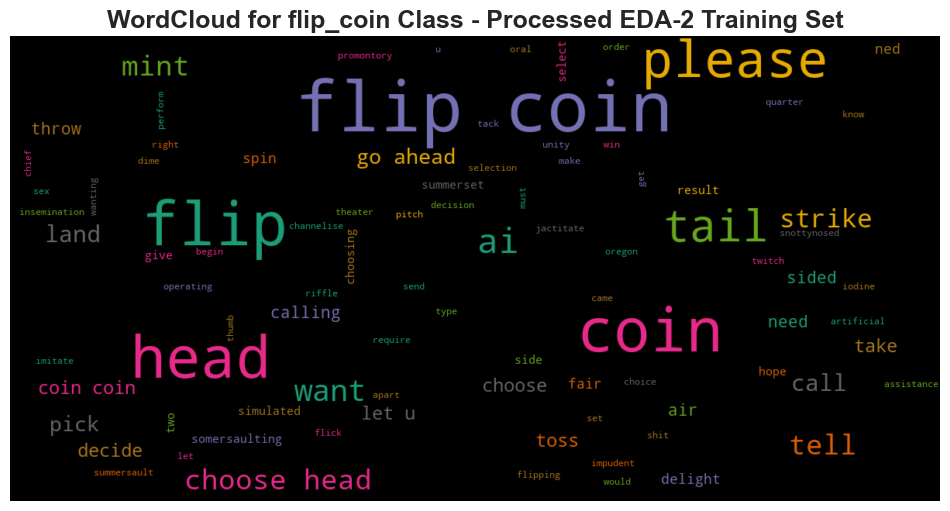 WordCloud for flip_coin Class - Processed EDA-2 Training Set
promontory u oral select order ned
mint please
flip coin
perform quarter
throw tack know
right unity make win
chief dime spin go ahead selection
sex wanting summerset get result
insemination theater pitch decision must
flip channelise tail strike
land ai jactitate snottynosed
give begin choosing oregon twitch
operating riffle send sided iodine
calling type came
thumb coin need artificial
head require take
imitate side hope
coin coin want apart choose fair choice call assistance
simulated let u air
pick two set
decide somersaulting flick toss shit tell
let
summersault impudent
choose head flipping would delight